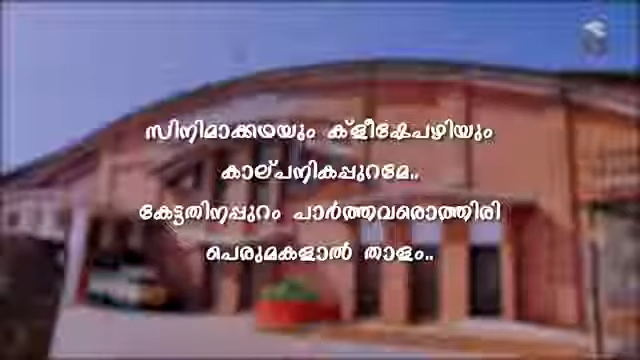 സിനിമാക്കഥയും ക്ളീഷേപഴിയും
കാല്പനികപ്പുറമേ..
കേട്ടതിനപ്പുറം പാർത്തവരൊത്തിരി
പെരുമകളാൽ താളം..